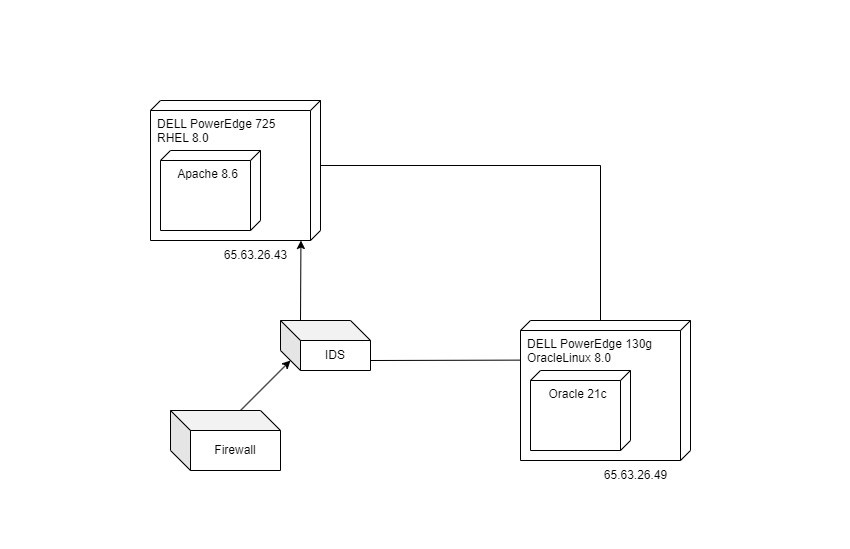 DELL PowerEdge 725
RHEL 8.0
Apache 8.6
65.63.26.43
IDS
DELL PowerEdge 130g
OracleLinux 8.0
Oracle 21c
Firewall
65.63.26.49